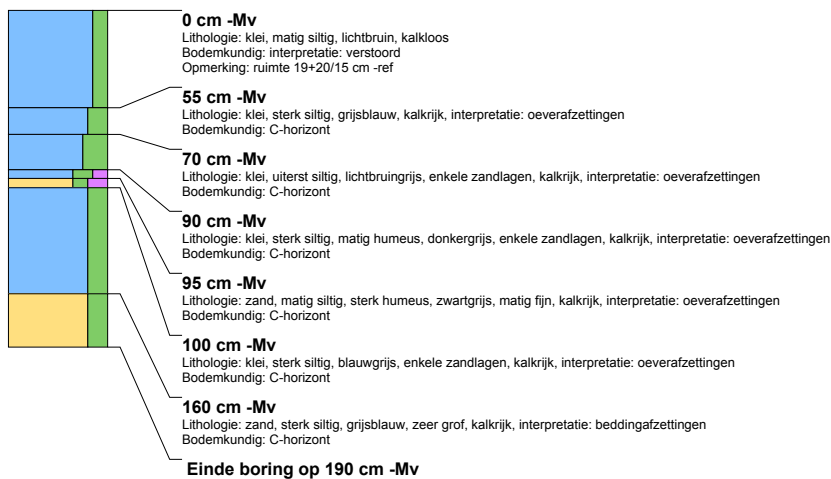 0 cm -Mv
Lithologie: klei, matig siltig, lichtbruin, kalkloos
Bodemkundig: interpretatie: verstoord
Opmerking: ruimte 19+20/15 cm -ref
55 cm -Mv
Lithologie: klei, sterk siltig, grijsblauw, kalkrijk, interpretatie: oeverafzettingen
Bodemkundig: C-horizont
70 cm -Mv
Lithologie: klei, uiterst siltig, lichtbruingrijs, enkele zandlagen, kalkrijk, interpretatie: oeverafzettingen
Bodemkundig: C-horizont
90 cm -Mv
Lithologie: klei, sterk siltig, matig humeus, donkergrijs, enkele zandlagen, kalkrijk, interpretatie: oeverafzettingen
Bodemkundig: C-horizont
95 cm -Mv
Lithologie: zand, matig siltig, sterk humeus, zwartgrijs, matig fijn, kalkrijk, interpretatie: oeverafzettingen
Bodemkundig: C-horizont
100 cm -Mv
Lithologie: klei, sterk siltig, blauwgrijs, enkele zandlagen, kalkrijk, interpretatie: oeverafzettingen
Bodemkundig: C-horizont
160 cm -Mv
Lithologie: zand, sterk siltig, grijsblauw, zeer grof, kalkrijk, interpretatie: beddingafzettingen
Bodemkundig: C-horizont
Einde boring op 190 cm -Mv